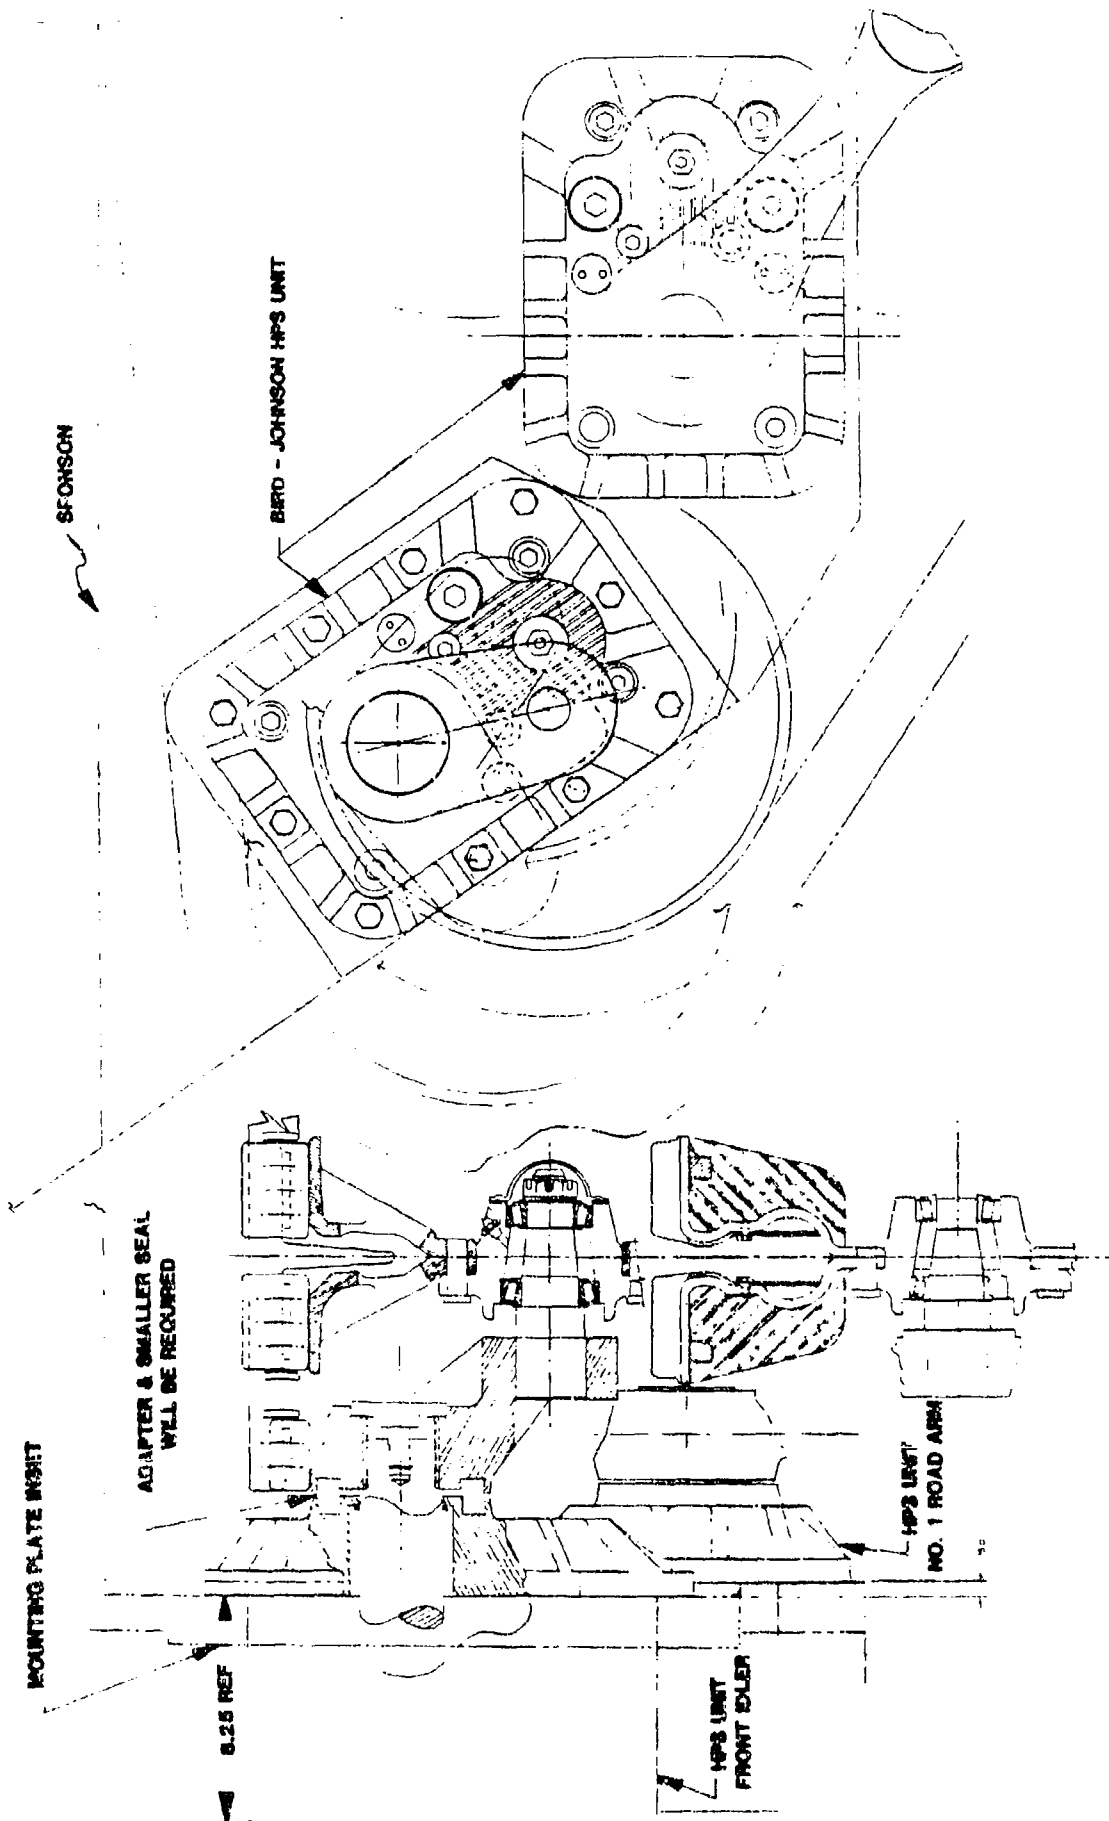 MOUNTING PLATE
SPONSON
ADAPTER & SMALLER SEAL
WILL BE REQUIRED
8.25 REF
BIRD - JOHNSON HPS UNIT
HPS UNIT
FRONT IDLER
HPS UNIT
NO. 1 ROAD ARM